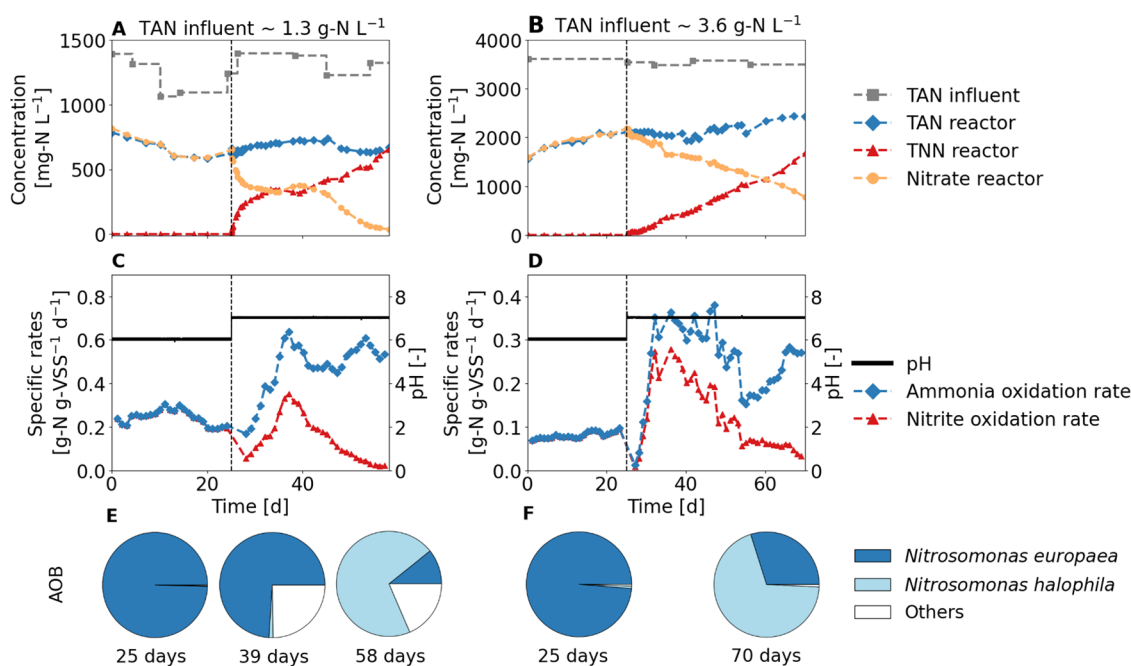 A TAN influent ~ 1.3 g-N L⁻¹
B TAN influent ~ 3.6 g-N L⁻¹
Concentration
[mg-N L⁻¹]
1500
1000
500
0
Concentration
[mg-N L⁻¹]
4000
3000
2000
1000
0
TAN influent
TAN reactor
TNN reactor
Nitrate reactor
C
D
Specific rates
[g-N g-VSS⁻¹ d⁻¹]
0.8
0.6
0.4
0.2
0.0
8
6
4
2
0
pH [-]
0 20 40
Time [d]
Specific rates
[g-N g-VSS⁻¹ d⁻¹]
0.4
0.3
0.2
0.1
0.0
8
6
4
2
0
pH [-]
0 20 40 60
Time [d]
pH
Ammonia oxidation rate
Nitrite oxidation rate
E
F
AOB
25 days 39 days 58 days
25 days 70 days
Nitrosomonas europaea
Nitrosomonas halophila
Others